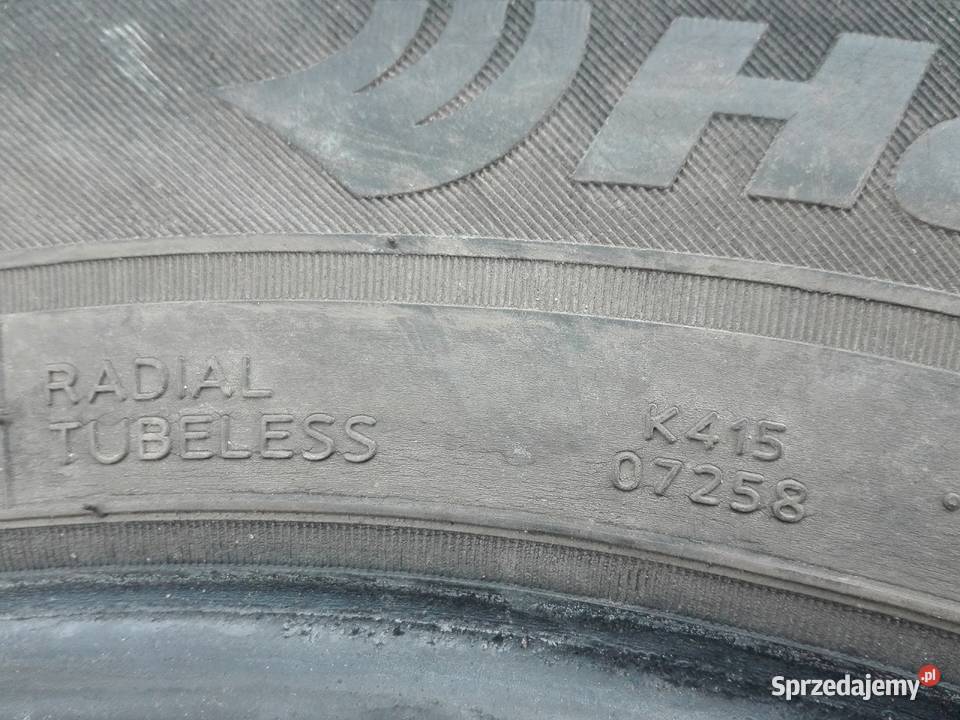 RADIAL
TUBELESS
K415
07258
Sprzedajemy.pl